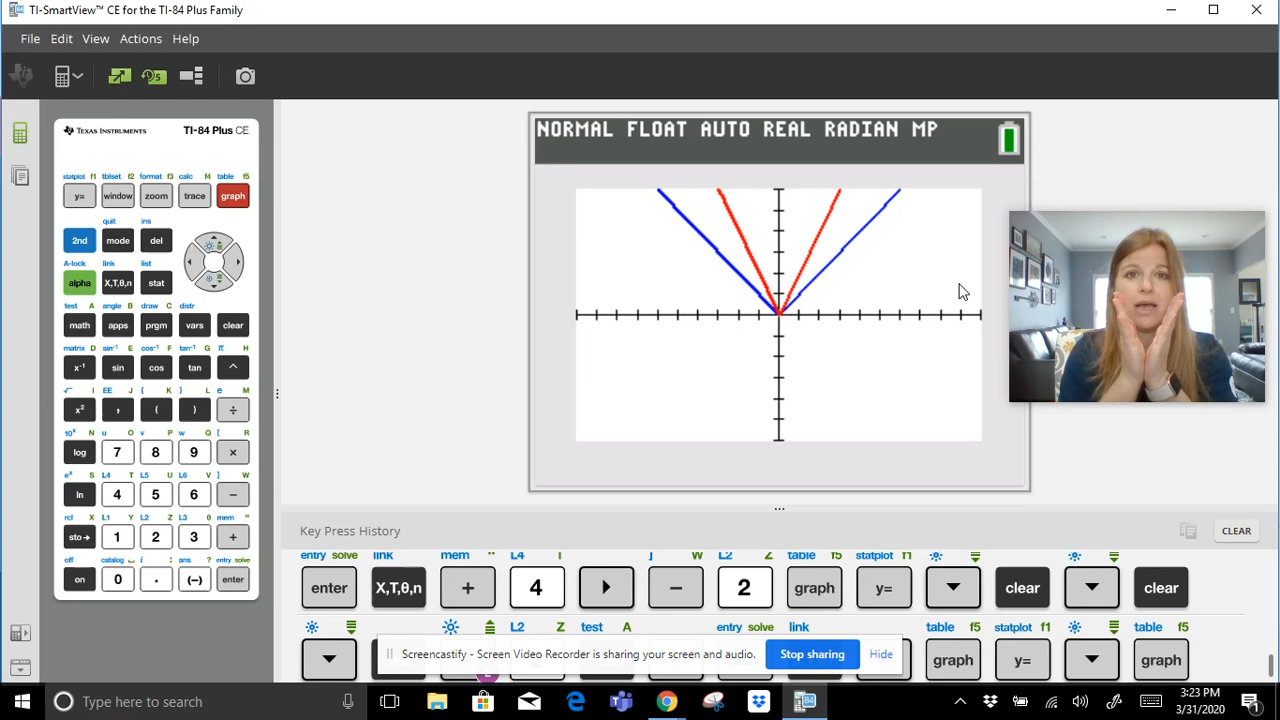 TI-SmartView™ CE for the TI-84 Plus Family
File Edit View Actions Help
TEXAS INSTRUMENTS TI-84 Plus CE
statplot f1 tblset f2 format f3 calc f4 table f5
y= window zoom trace graph
quit ins
2nd mode del
A-lock link list
alpha X,T,θ,n stat
test A angle B draw C distr
math apps prgm vars clear
matrix D sin⁻¹ E cos⁻¹ F tan⁻¹ G π H
x⁻¹ sin cos tan ^
√ I EE J { K } L e M
x² , ( ) ÷
10ˣ N u O v P w Q [ R
log 7 8 9 ×
eˣ S L4 T L5 U L6 V ] W
ln 4 5 6 −
rcl X L1 Y L2 Z L3 θ mem "
sto→ 1 2 3 +
off catalog i : ans ? entry solve
on 0 . (−) enter
NORMAL FLOAT AUTO REAL RADIAN MP
Key Press History
CLEAR
entry solve link mem " L4 T ] W L2 Z table f5 statplot f1
enter X,T,θ,n + 4 − 2 graph y= clear clear
L2 Z test A entry solve link table f5 statplot f1 table f5
graph y= graph
Screencastify - Screen Video Recorder is sharing your screen and audio. Stop sharing Hide
Type here to search
3:23 PM
3/31/2020
1